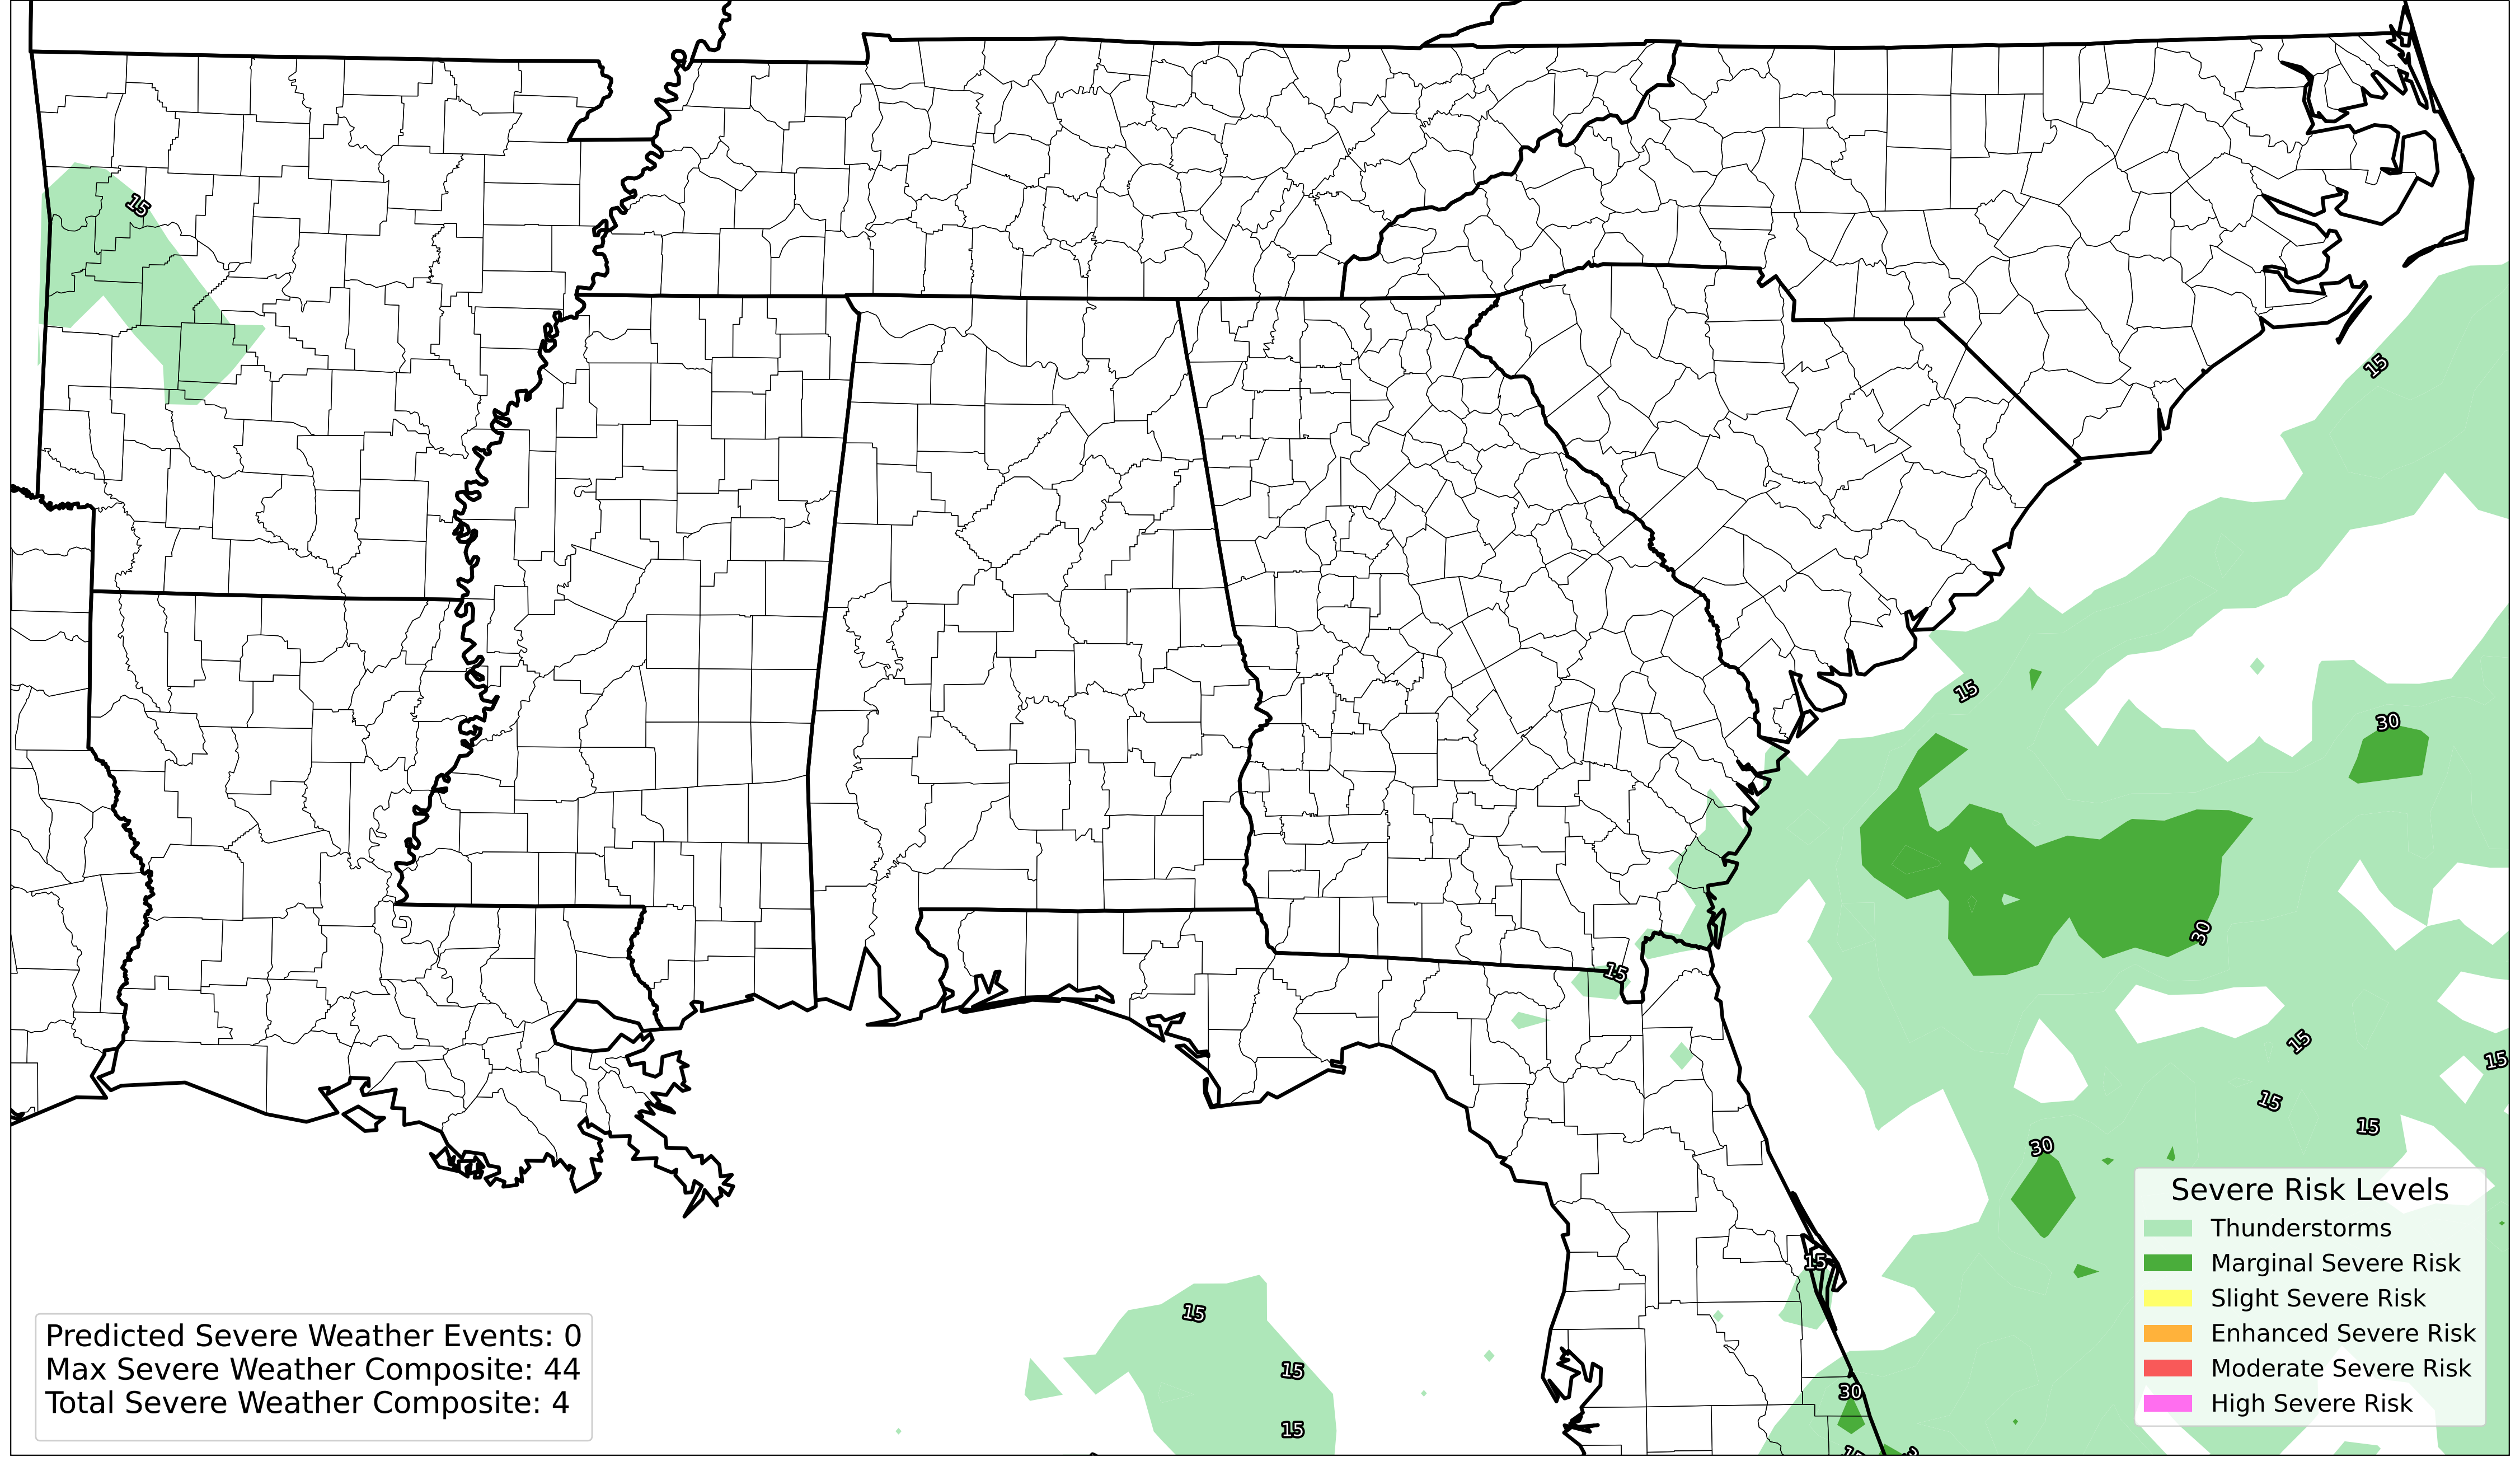 15
15
15
30
30
15
15
15
15
15
30
15
15
15
30
15
Severe Risk Levels
Thunderstorms
Marginal Severe Risk
Slight Severe Risk
Enhanced Severe Risk
Moderate Severe Risk
High Severe Risk
Predicted Severe Weather Events: 0
Max Severe Weather Composite: 44
Total Severe Weather Composite: 4